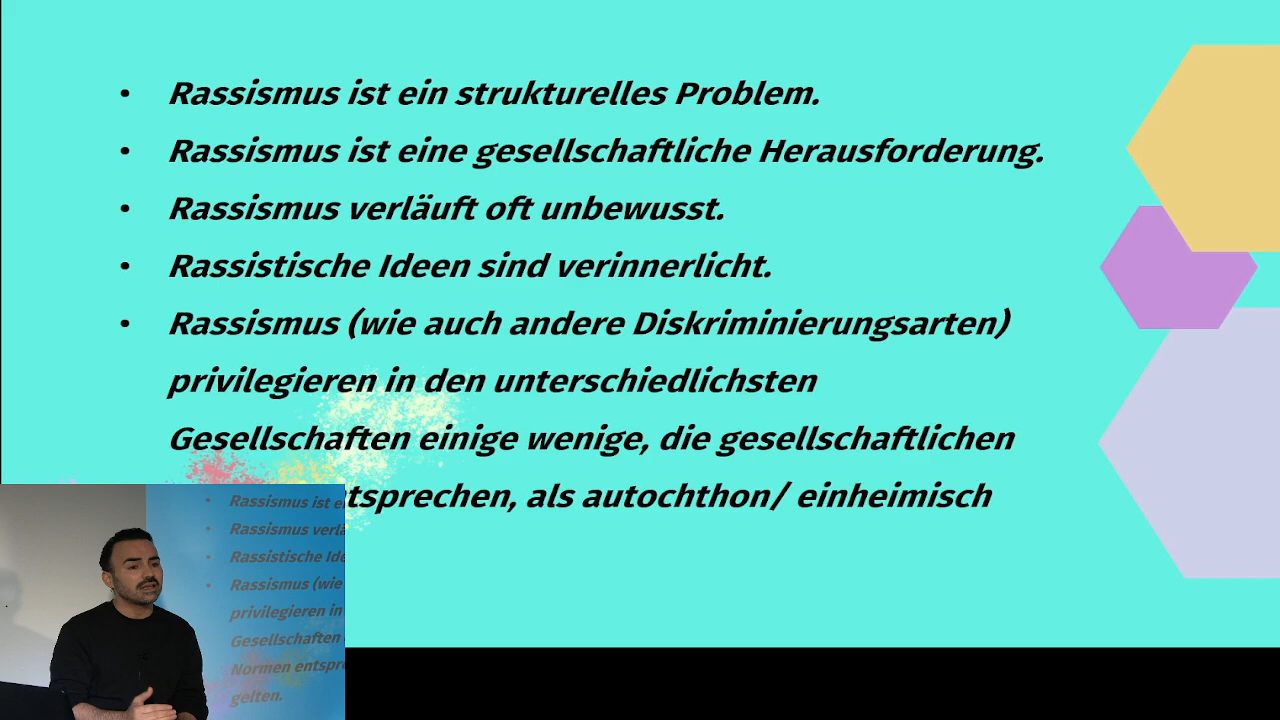 Rassismus ist ein strukturelles Problem.
Rassismus ist eine gesellschaftliche Herausforderung.
Rassismus verläuft oft unbewusst.
Rassistische Ideen sind verinnerlicht.
Rassismus (wie auch andere Diskriminierungsarten)
privilegieren in den unterschiedlichsten
Gesellschaften einige wenige, die gesellschaftlichen
tsprechen, als autochthon/ einheimisch
Rassismus ist e
Rassismus verlä
Rassistische Ide
Rassismus (wie
privilegieren in
Gesellschaften
Normen entspre
gelten.